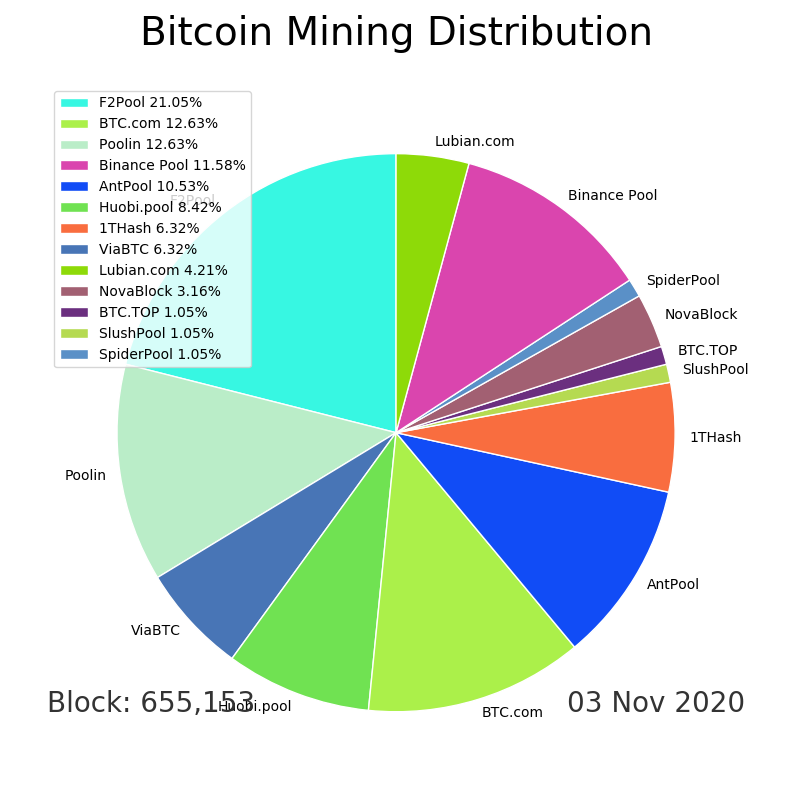 Bitcoin Mining Distribution
F2Pool 21.05%
BTC.com 12.63%
Poolin 12.63%
Binance Pool 11.58%
AntPool 10.53%
Huobi.pool 8.42%
1THash 6.32%
ViaBTC 6.32%
Lubian.com 4.21%
NovaBlock 3.16%
BTC.TOP 1.05%
SlushPool 1.05%
SpiderPool 1.05%
Lubian.com
Binance Pool
F2Pool
SpiderPool
NovaBlock
BTC.TOP
SlushPool
1THash
Poolin
AntPool
ViaBTC
Huobi.pool
BTC.com
Block: 655,153
03 Nov 2020